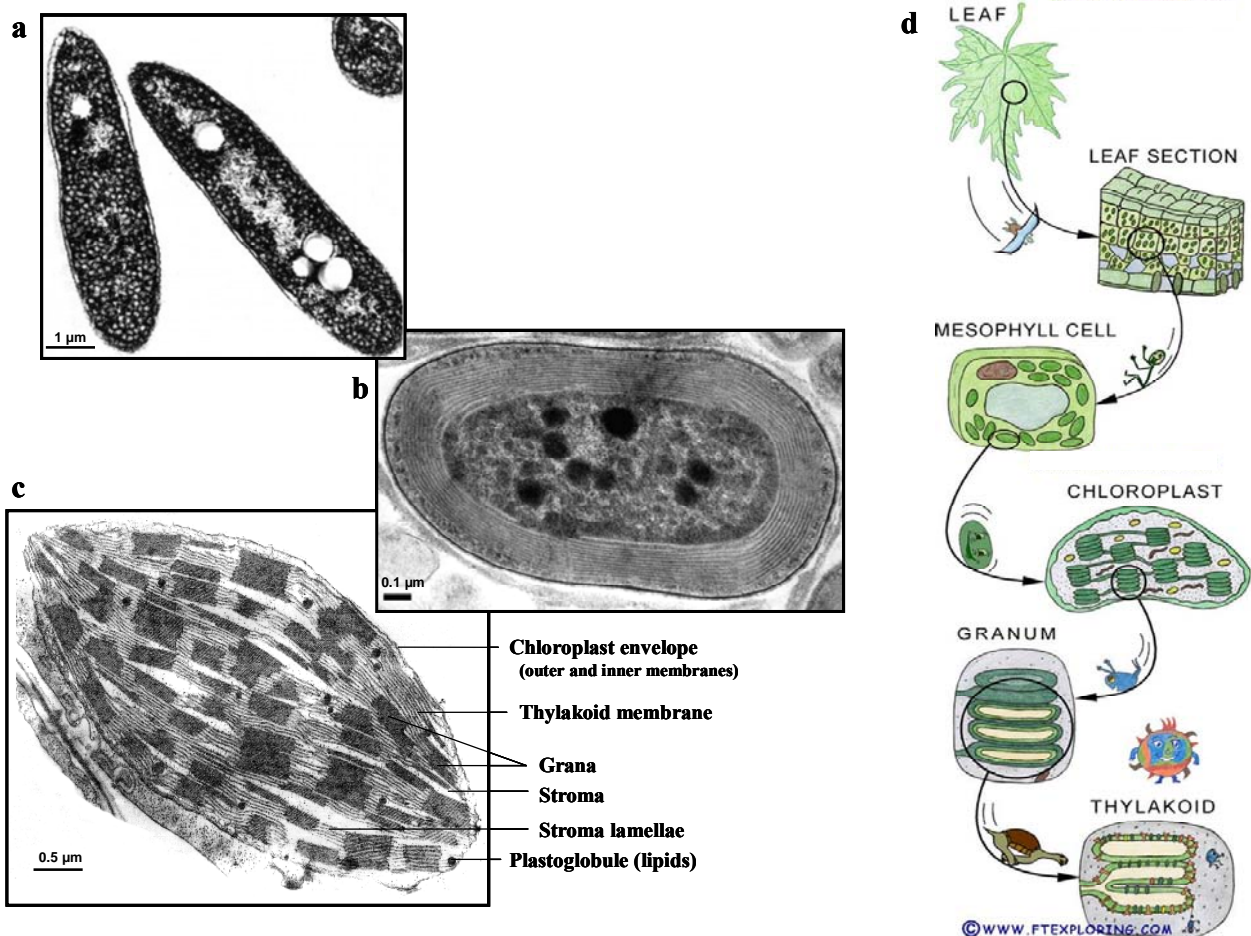 a
1 µm
b
0.1 µm
c
0.5 µm
Chloroplast envelope
(outer and inner membranes)
Thylakoid membrane
Grana
Stroma
Stroma lamellae
Plastoglobule (lipids)
d
LEAF
LEAF SECTION
MESOPHYLL CELL
CHLOROPLAST
GRANUM
THYLAKOID
©WWW.FTEXPLORING.COM